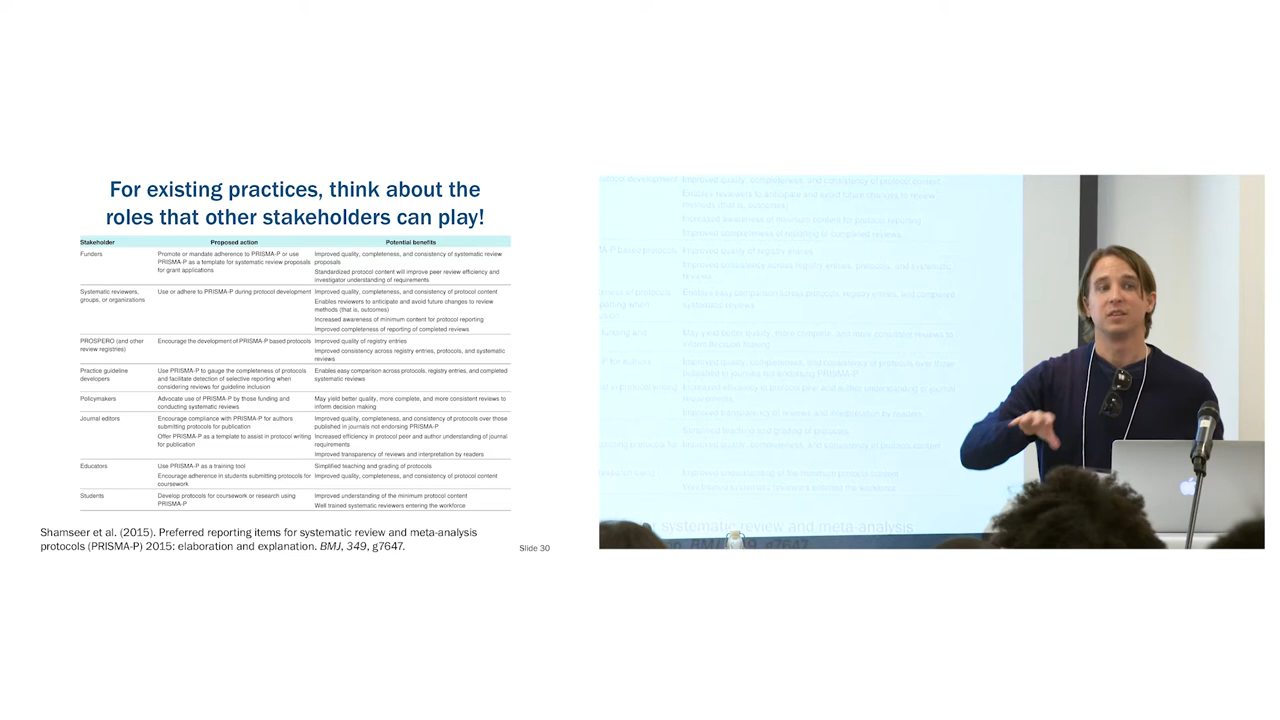 For existing practices, think about the
roles that other stakeholders can play!
Stakeholder Proposed action Potential benefits
Funders Promote or mandate adherence to PRISMA-P or use Improved quality, completeness, and consistency of systematic review
PRISMA-P as a template for systematic review proposals proposals
for grant applications Standardized protocol content will improve peer review efficiency and
investigator understanding of requirements
Systematic reviewers, Use or adhere to PRISMA-P during protocol development Improved quality, completeness, and consistency of protocol content
groups, or organizations Enables reviewers to anticipate and avoid future changes to review
methods (that is, outcomes)
Increased awareness of minimum content for protocol reporting
Improved completeness of reporting of completed reviews
PROSPERO (and other Encourage the development of PRISMA-P based protocols Improved quality of registry entries
review registries) Improved consistency across registry entries, protocols, and systematic
reviews
Practice guideline Use PRISMA-P to gauge the completeness of protocols Enables easy comparison across protocols, registry entries, and completed
developers and facilitate detection of selective reporting when systematic reviews
considering reviews for guideline inclusion
Policymakers Advocate use of PRISMA-P by those funding and May yield better quality, more complete, and more consistent reviews to
conducting systematic reviews inform decision making
Journal editors Encourage compliance with PRISMA-P for authors Improved quality, completeness, and consistency of protocols over those
submitting protocols for publication published in journals not endorsing PRISMA-P
Offer PRISMA-P as a template to assist in protocol writing Increased efficiency in protocol peer and author understanding of journal
for publication requirements
Improved transparency of reviews and interpretation by readers
Educators Use PRISMA-P as a training tool Simplified teaching and grading of protocols
Encourage adherence in students submitting protocols for Improved quality, completeness, and consistency of protocol content
coursework
Students Develop protocols for coursework or research using Improved understanding of the minimum protocol content
PRISMA-P Well trained systematic reviewers entering the workforce
Shamseer et al. (2015). Preferred reporting items for systematic review and meta-analysis
protocols (PRISMA-P) 2015: elaboration and explanation. BMJ, 349, g7647.
Slide 30
systematic review and meta-analysis
g7647.